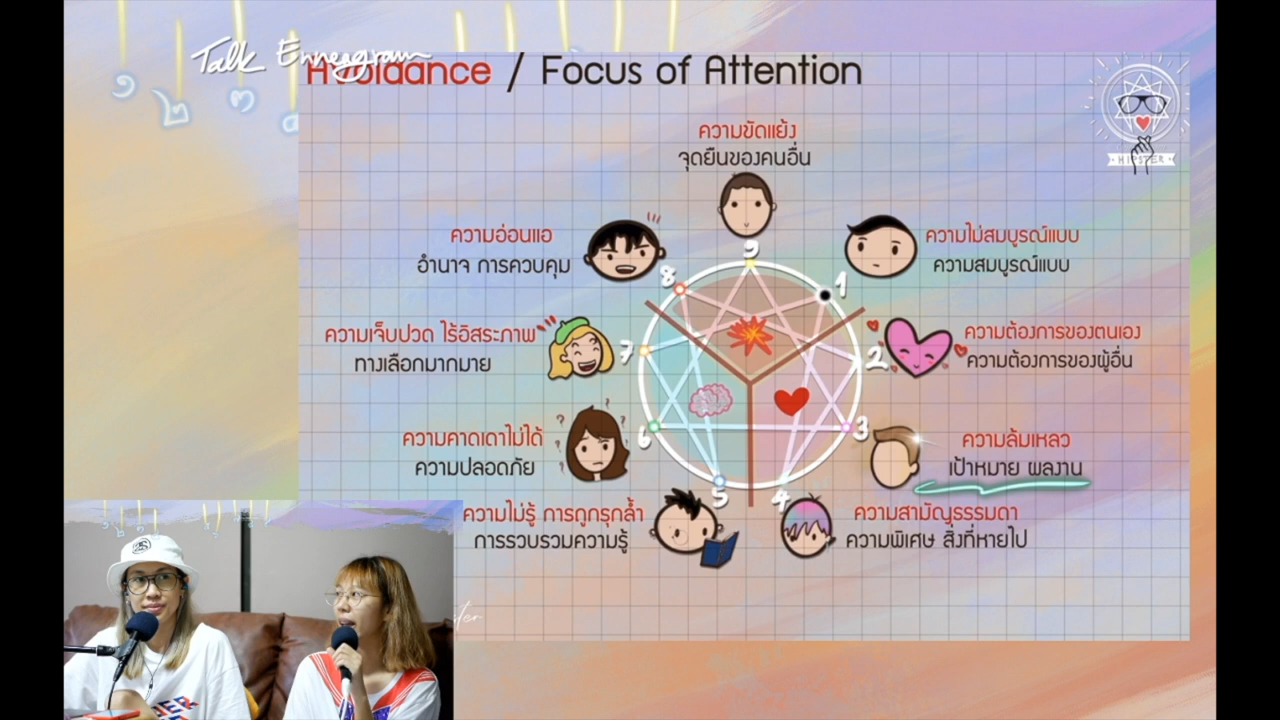 Talk Enneagram
Avoidance / Focus of Attention
๑ ๒ ๓
HIPSTER
ความขัดแย้ง
จุดยืนของคนอื่น
ความอ่อนแอ
อำนาจ การควบคุม
ความไม่สมบูรณ์แบบ
ความสมบูรณ์แบบ
9
8
1
ความเจ็บปวด ไร้อิสระภาพ
ทางเลือกมากมาย
7
2
ความต้องการของตนเอง
ความต้องการของผู้อื่น
ความคาดเดาไม่ได้
ความปลอดภัย
6
3
ความล้มเหลว
เป้าหมาย ผลงาน
5
4
ความไม่รู้ การถูกรุกล้ำ
การรวบรวมความรู้
ความสามัญธรรมดา
ความพิเศษ สิ่งที่หายไป